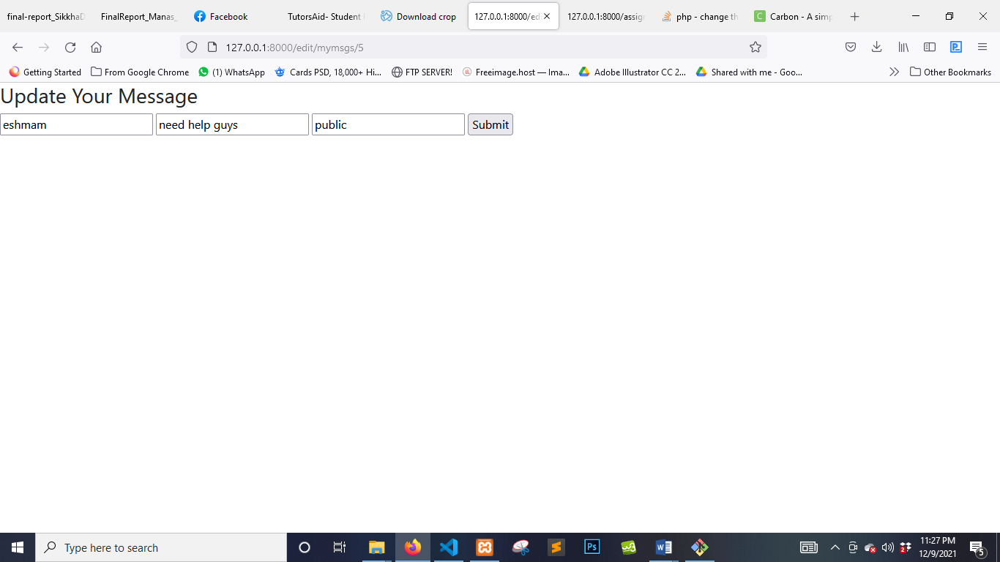 final-report_SikkhaD
FinalReport_Manas_
Facebook
TutorsAid- Student
Download crop
127.0.0.1:8000/edi
127.0.0.1:8000/assign
php - change th
Carbon - A simp
127.0.0.1:8000/edit/mymsgs/5
Getting Started
From Google Chrome
(1) WhatsApp
Cards PSD, 18,000+ Hi...
FTP SERVER!
Freeimage.host — Ima...
Adobe Illustrator CC 2...
Shared with me - Goo...
Other Bookmarks
Update Your Message
eshmam need help guys public Submit
Type here to search
11:27 PM
12/9/2021
5